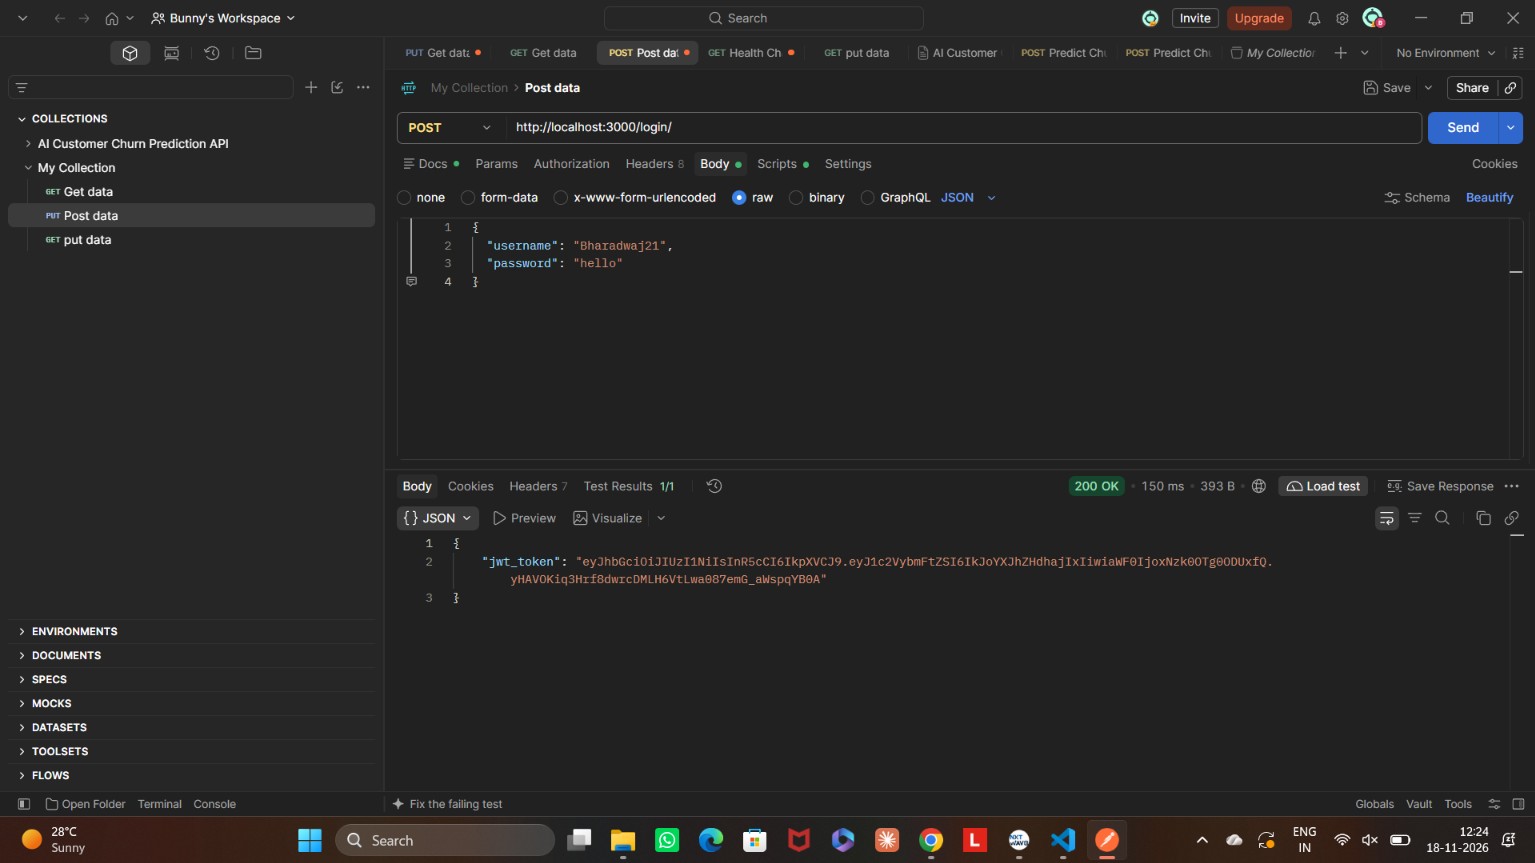 Bunny's Workspace
Search
Invite
Upgrade
PUT Get data
GET Get data
POST Post dat
GET Health Ch
GET put data
AI Customer
POST Predict Chu
POST Predict Chu
My Collection
No Environment
My Collection > Post data
Save
Share
COLLECTIONS
AI Customer Churn Prediction API
My Collection
GET Get data
PUT Post data
GET put data
POST
http://localhost:3000/login/
Send
Docs
Params
Authorization
Headers 8
Body
Scripts
Settings
Cookies
none
form-data
x-www-form-urlencoded
raw
binary
GraphQL
JSON
Schema
Beautify
1 {
2 "username": "Bharadwaj21",
3 "password": "hello"
4 }
Body
Cookies
Headers 7
Test Results 1/1
200 OK
150 ms
393 B
Load test
e.g. Save Response
{} JSON
Preview
Visualize
1 {
2 "jwt_token": "eyJhbGciOiJIUzI1NiIsInR5cCI6IkpXVCJ9.eyJ1c2VybmFtZSI6IkJoYXJhZHdhajIxIiwiaWF0IjoxNzk0OTg0ODUxfQ.
yHAVOKiq3Hrf8dwrcDMLH6VtLwa087emG_aWspqYB0A"
3 }
ENVIRONMENTS
DOCUMENTS
SPECS
MOCKS
DATASETS
TOOLSETS
FLOWS
Open Folder
Terminal
Console
Fix the failing test
Globals
Vault
Tools
28°C
Sunny
Search
L
NXT
WAVE
ENG
IN
12:24
18-11-2026